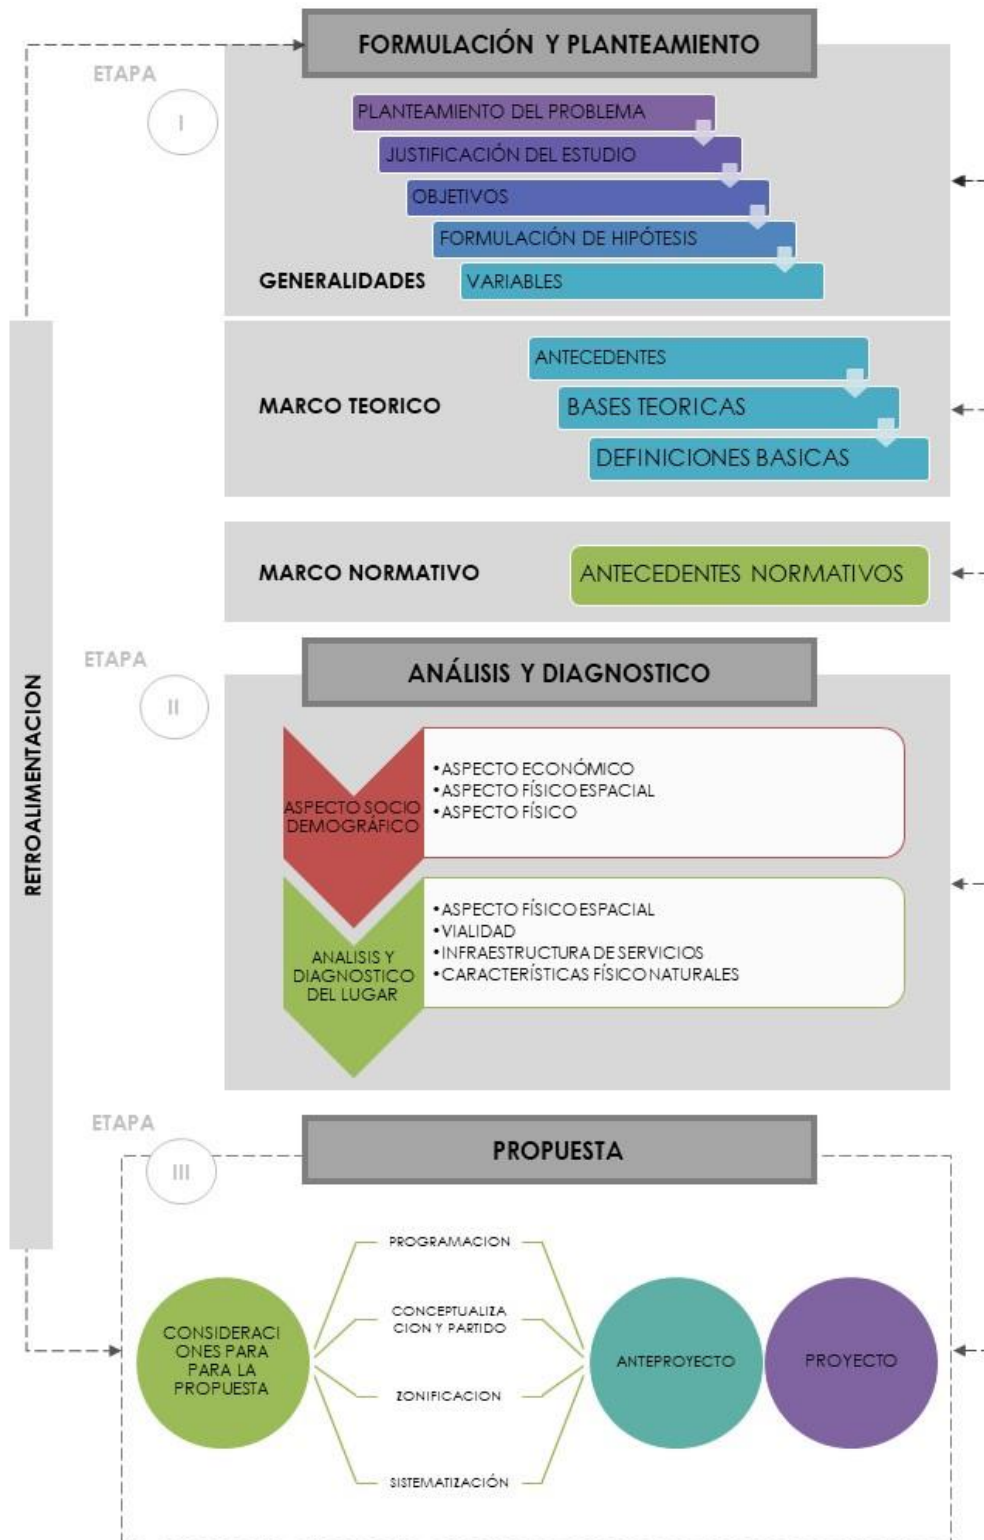 FORMULACIÓN Y PLANTEAMIENTO
ETAPA
I
PLANTEAMIENTO DEL PROBLEMA
JUSTIFICACIÓN DEL ESTUDIO
OBJETIVOS
FORMULACIÓN DE HIPÓTESIS
GENERALIDADES
VARIABLES
ANTECEDENTES
MARCO TEORICO
BASES TEORICAS
DEFINICIONES BASICAS
MARCO NORMATIVO
ANTECEDENTES NORMATIVOS
RETROALIMENTACION
ETAPA
II
ANÁLISIS Y DIAGNOSTICO
ASPECTO SOCIO
DEMOGRÁFICO
•ASPECTO ECONÓMICO
•ASPECTO FÍSICO ESPACIAL
•ASPECTO FÍSICO
ANALISIS Y
DIAGNOSTICO
DEL LUGAR
•ASPECTO FÍSICO ESPACIAL
•VIALIDAD
•INFRAESTRUCTURA DE SERVICIOS
•CARACTERÍSTICAS FÍSICO NATURALES
ETAPA
III
PROPUESTA
CONSIDERACI
ONES PARA
PARA LA
PROPUESTA
PROGRAMACION
CONCEPTUALIZA
CION Y PARTIDO
ZONIFICACION
SISTEMATIZACIÓN
ANTEPROYECTO
PROYECTO